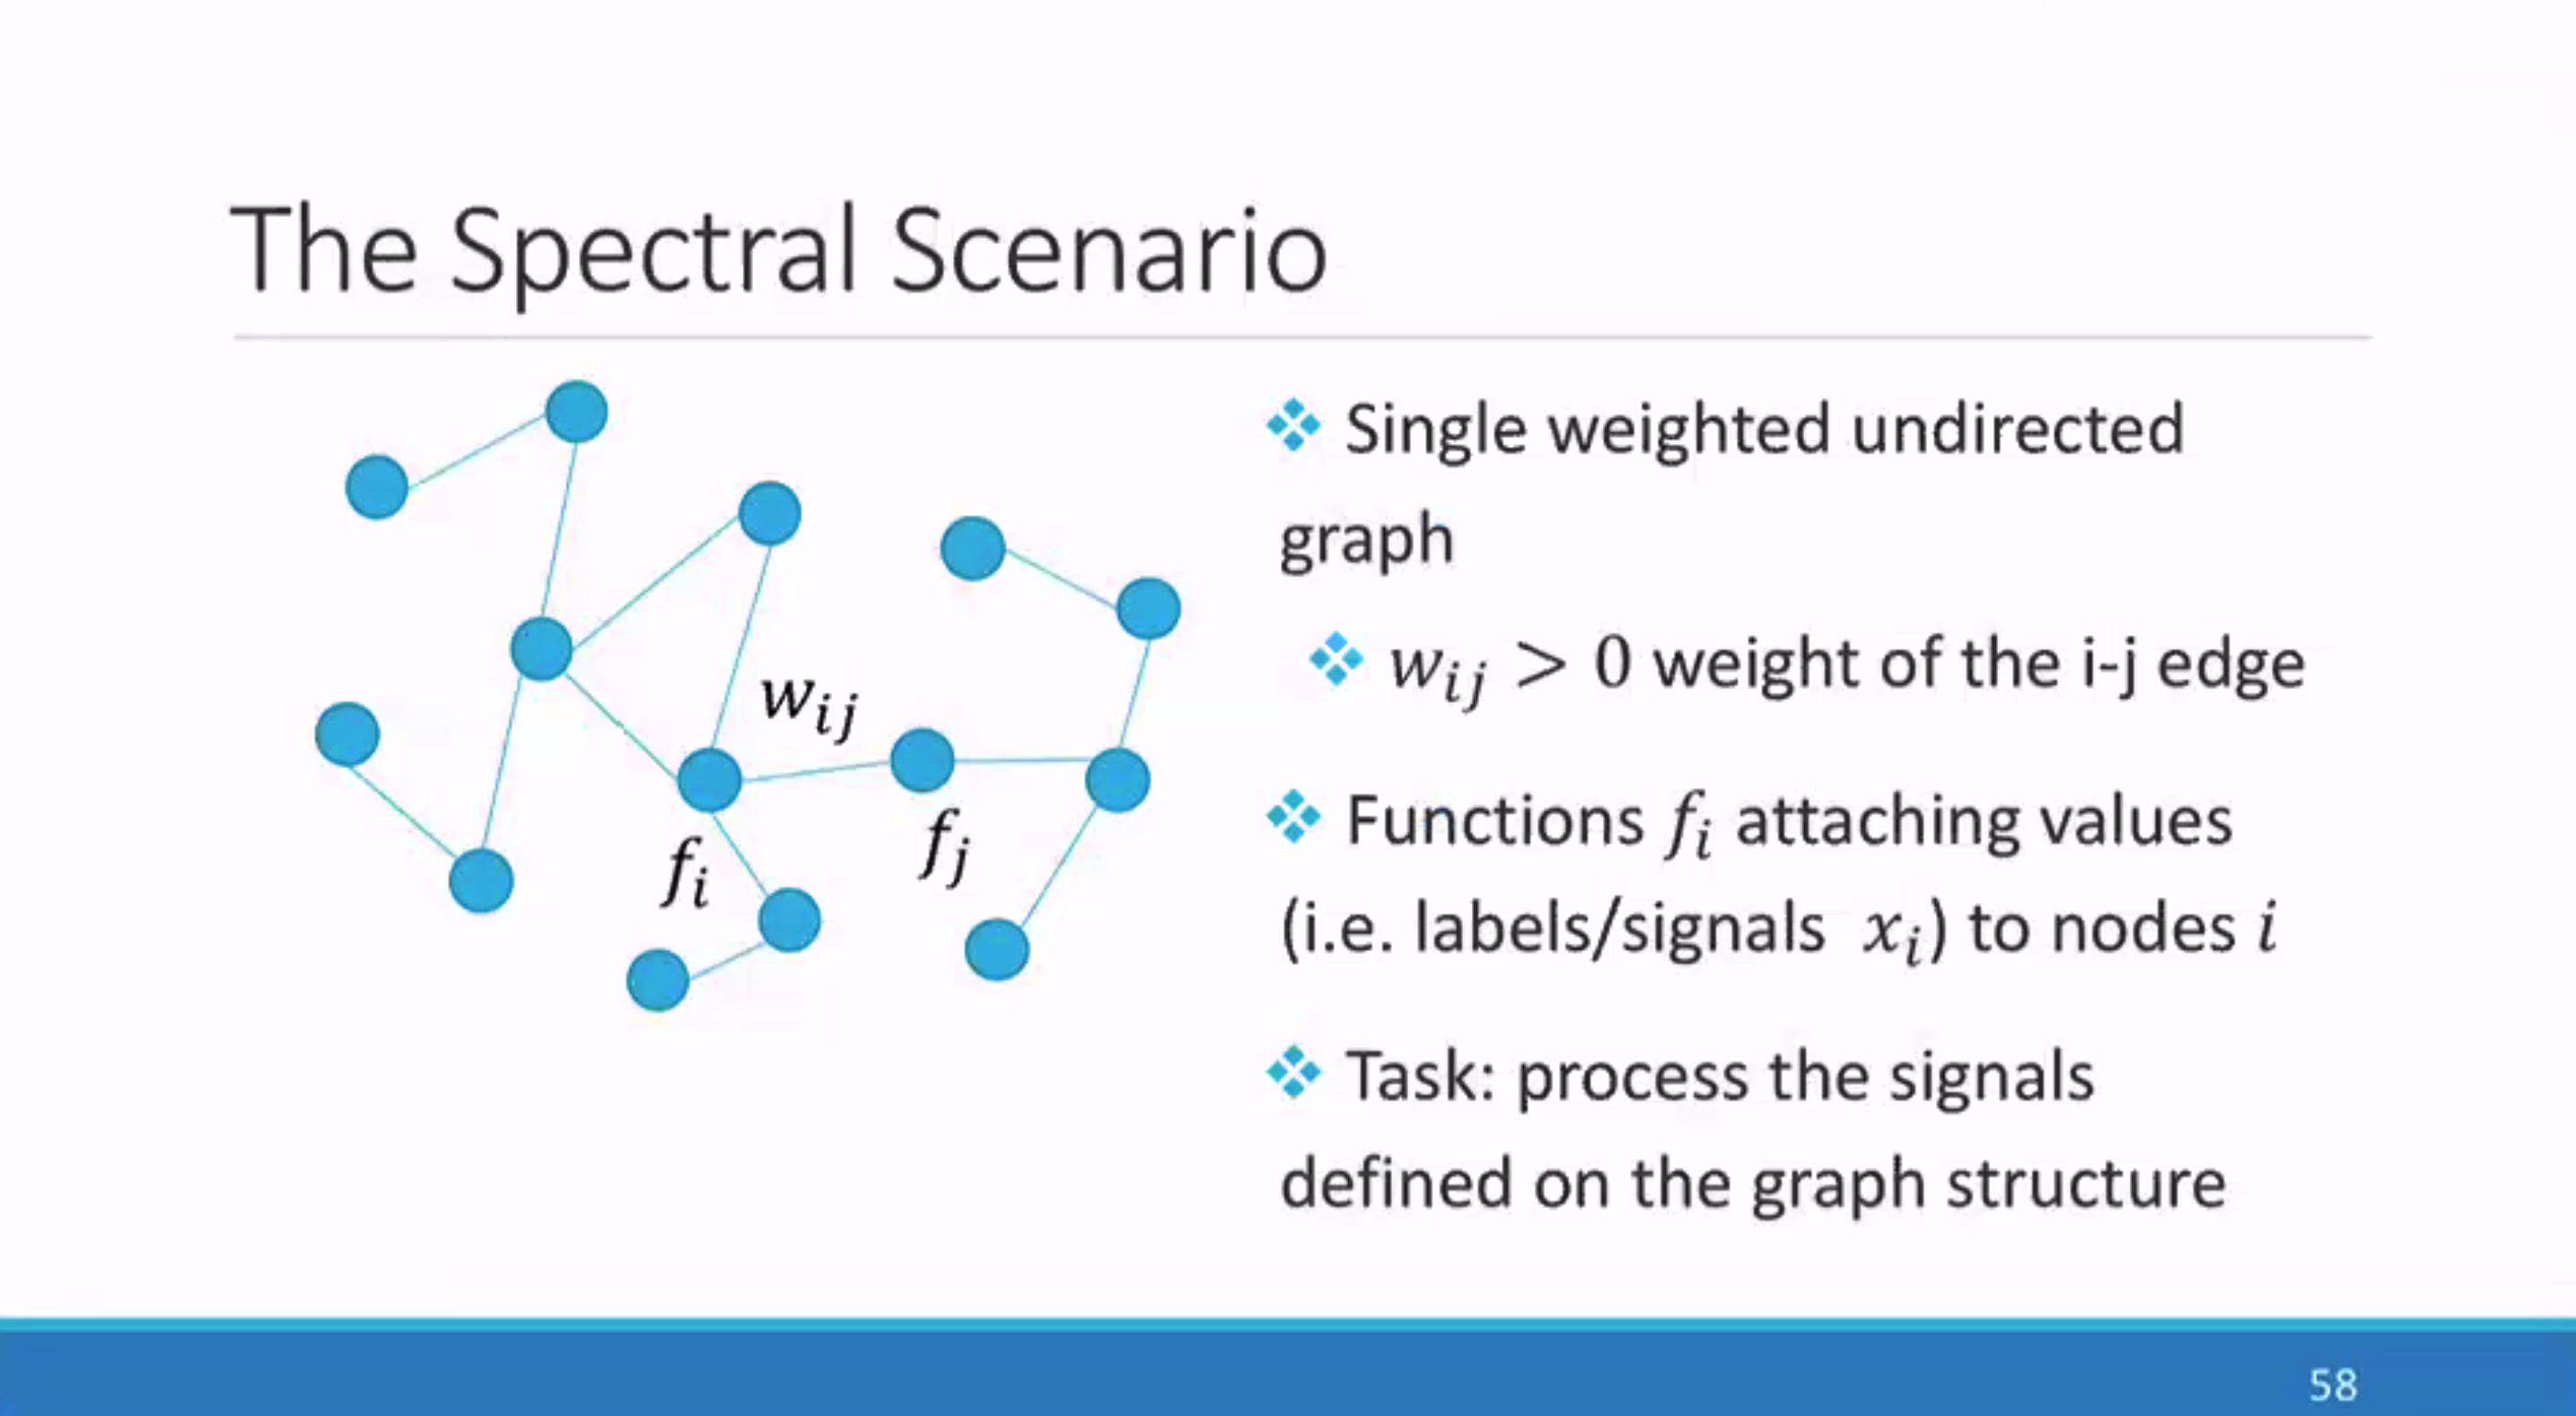 The Spectral Scenario
❖ Single weighted undirected
graph
❖ w_{ij} > 0 weight of the i-j edge
❖ Functions f_i attaching values
(i.e. labels/signals x_i) to nodes i
❖ Task: process the signals
defined on the graph structure
w_{ij}
f_i
f_j
58